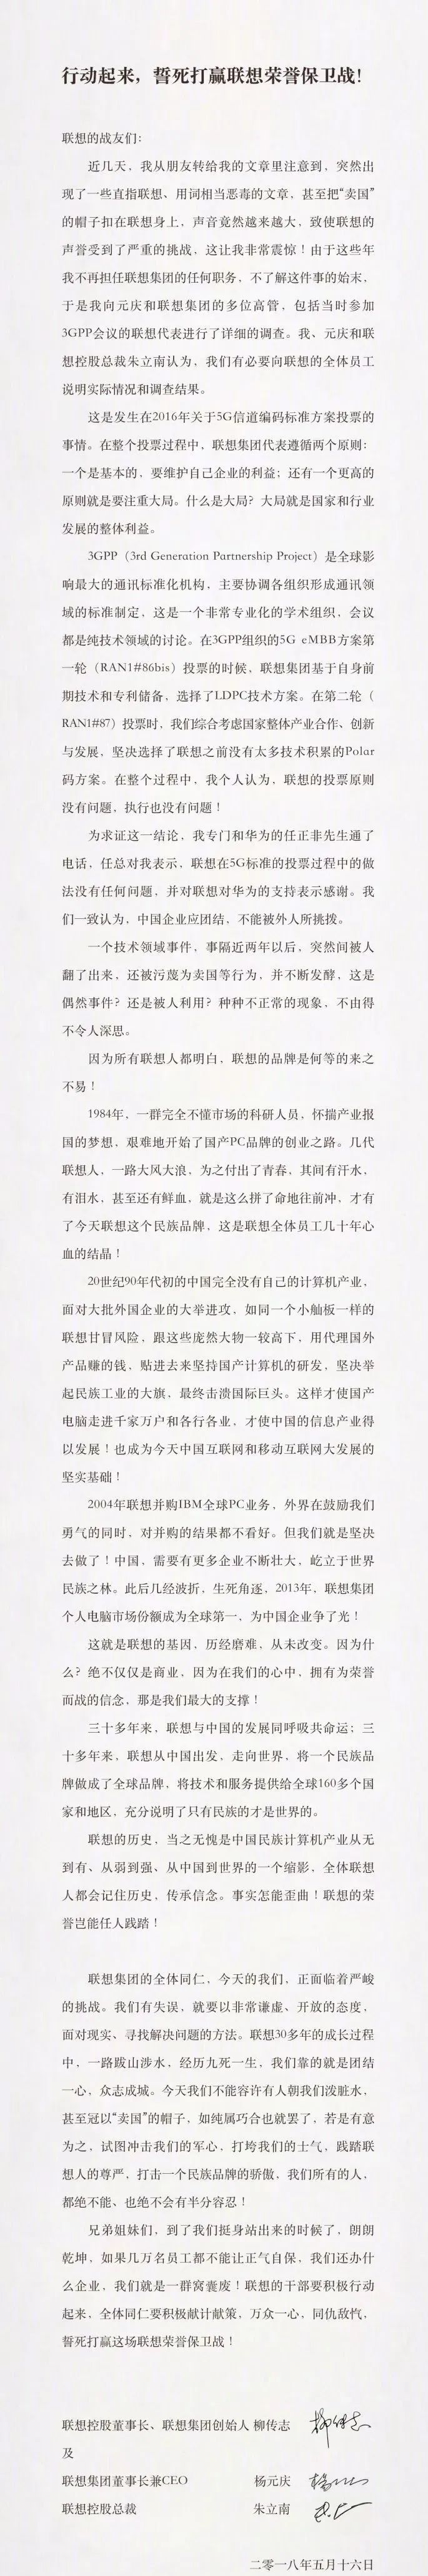 行动起来，誓死打赢联想荣誉保卫战！
联想的战友们：
近几天，我从朋友转给我的文章里注意到，突然出
现了一些直指联想、用词相当恶毒的文章，甚至把“卖国”
的帽子扣在联想身上，声音竟然越来越大，致使联想的
声誉受到了严重的挑战，这让我非常震惊！由于这些年
我不再担任联想集团的任何职务，不了解这件事的始末，
于是我向元庆和联想集团的多位高管，包括当时参加
3GPP会议的联想代表进行了详细的调查。我、元庆和联
想控股总裁朱立南认为，我们有必要向联想的全体员工
说明实际情况和调查结果。
这是发生在2016年关于5G信道编码标准方案投票的
事情。在整个投票过程中，联想集团代表遵循两个原则：
一个是基本的，要维护自己企业的利益；还有一个更高的
原则就是要注重大局。什么是大局？大局就是国家和行业
发展的整体利益。
3GPP（3rd Generation Partnership Project）是全球影
响最大的通讯标准化机构，主要协调各组织形成通讯领
域的标准制定，这是一个非常专业化的学术组织，会议
都是纯技术领域的讨论。在3GPP组织的5G eMBB方案第
一轮（RAN1#86bis）投票的时候，联想集团基于自身前
期技术和专利储备，选择了LDPC技术方案。在第二轮（
RAN1#87）投票时，我们综合考虑国家整体产业合作、创新
与发展，坚决选择了联想之前没有太多技术积累的Polar
码方案。在整个过程中，我个人认为，联想的投票原则
没有问题，执行也没有问题！
为求证这一结论，我专门和华为的任正非先生通了
电话，任总对我表示，联想在5G标准的投票过程中的做
法没有任何问题，并对联想对华为的支持表示感谢。我
们一致认为，中国企业应团结，不能被外人所挑拨。
一个技术领域事件，事隔近两年以后，突然间被人
翻了出来，还被污蔑为卖国等行为，并不断发酵，这是
偶然事件？还是被人利用？种种不正常的现象，不由得
不令人深思。
因为所有联想人都明白，联想的品牌是何等的来之
不易！
1984年，一群完全不懂市场的科研人员，怀揣产业报
国的梦想，艰难地开始了国产PC品牌的创业之路。几代
联想人，一路大风大浪，为之付出了青春，其间有汗水，
有泪水，甚至还有鲜血，就是这么拼了命地往前冲，才有
了今天联想这个民族品牌，这是联想全体员工几十年心
血的结晶！
20世纪90年代初的中国完全没有自己的计算机产业，
面对大批外国企业的大举进攻，如同一个小舢板一样的
联想甘冒风险，跟这些庞然大物一较高下，用代理国外
产品赚的钱，贴进去来坚持国产计算机的研发，坚决举
起民族工业的大旗，最终击溃国际巨头。这样才使国产
电脑走进千家万户和各行各业，才使中国的信息产业得
以发展！也成为今天中国互联网和移动互联网大发展的
坚实基础！
2004年联想并购IBM全球PC业务，外界在鼓励我们
勇气的同时，对并购的结果都不看好。但我们就是坚决
去做了！中国，需要有更多企业不断壮大，屹立于世界
民族之林。此后几经波折，生死角逐，2013年，联想集团
个人电脑市场份额成为全球第一，为中国企业争了光！
这就是联想的基因，历经磨难，从未改变。因为什
么？绝不仅仅是商业，因为在我们的心中，拥有为荣誉
而战的信念，那是我们最大的支撑！
三十多年来，联想与中国的发展同呼吸共命运；三
十多年来，联想从中国出发，走向世界，将一个民族品
牌做成了全球品牌，将技术和服务提供给全球160多个国
家和地区，充分说明了只有民族的才是世界的。
联想的历史，当之无愧是中国民族计算机产业从无
到有、从弱到强、从中国到世界的一个缩影，全体联想
人都会记住历史，传承信念。事实怎能歪曲！联想的荣
誉岂能任人践踏！
联想集团的全体同仁，今天的我们，正面临着严峻
的挑战。我们有失误，就要以非常谦虚、开放的态度，
面对现实、寻找解决问题的方法。联想30多年的成长过程
中，一路跋山涉水，经历九死一生，我们靠的就是团结
一心，众志成城。今天我们不能容许有人朝我们泼脏水，
甚至冠以“卖国”的帽子，如纯属巧合也就罢了，若是有意
为之，试图冲击我们的军心，打垮我们的士气，践踏联
想人的尊严，打击一个民族品牌的骄傲，我们所有的人，
都绝不能、也绝不会有半分容忍！
兄弟姐妹们，到了我们挺身站出来的时候了，朗朗
乾坤，如果几万名员工都不能让正气自保，我们还办什
么企业，我们就是一群窝囊废！联想的干部要积极行动
起来，全体同仁要积极献计献策，万众一心，同仇敌忾，
誓死打赢这场联想荣誉保卫战！
联想控股董事长、联想集团创始人 柳传志 柳传志
及
联想集团董事长兼CEO 杨元庆
联想控股总裁 朱立南
二零一八年五月十六日